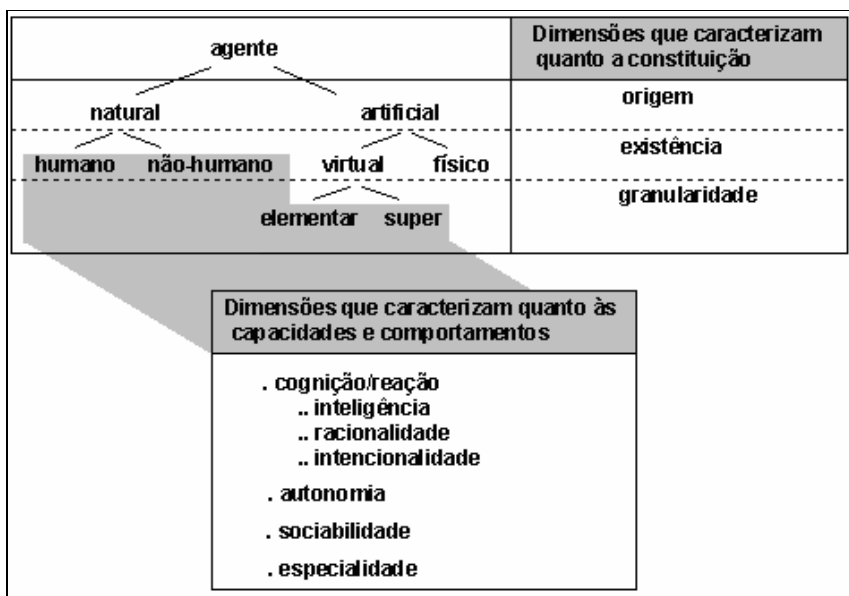 agente
Dimensões que caracterizam
quanto a constituição
natural artificial
origem
humano não-humano virtual físico
existência
elementar super
granularidade
Dimensões que caracterizam quanto às
capacidades e comportamentos
. cognição/reação
.. inteligência
.. racionalidade
.. intencionalidade
. autonomia
. sociabilidade
. especialidade